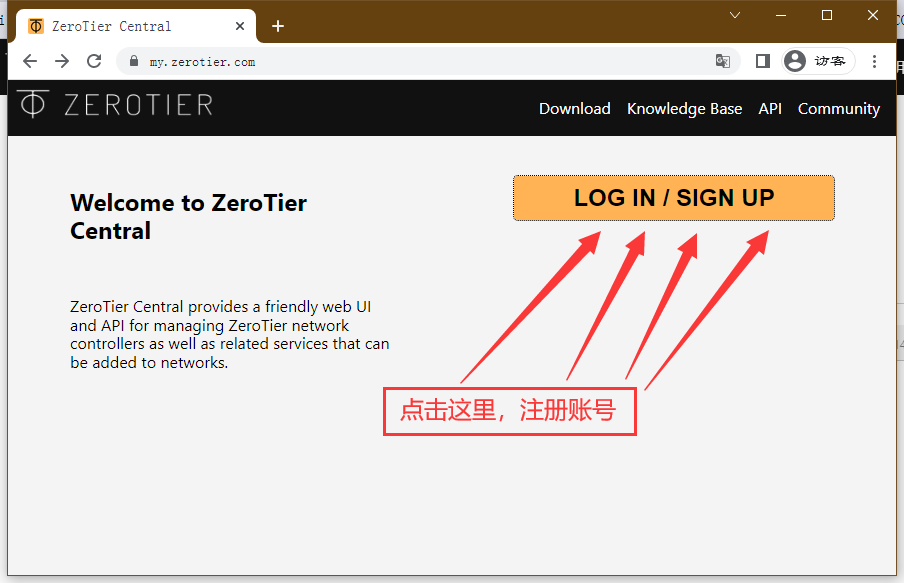 ZeroTier Central
my.zerotier.com
访客
ZEROTIER
Download Knowledge Base API Community
Welcome to ZeroTier
Central
LOG IN / SIGN UP
ZeroTier Central provides a friendly web UI
and API for managing ZeroTier network
controllers as well as related services that can
be added to networks.
点击这里，注册账号